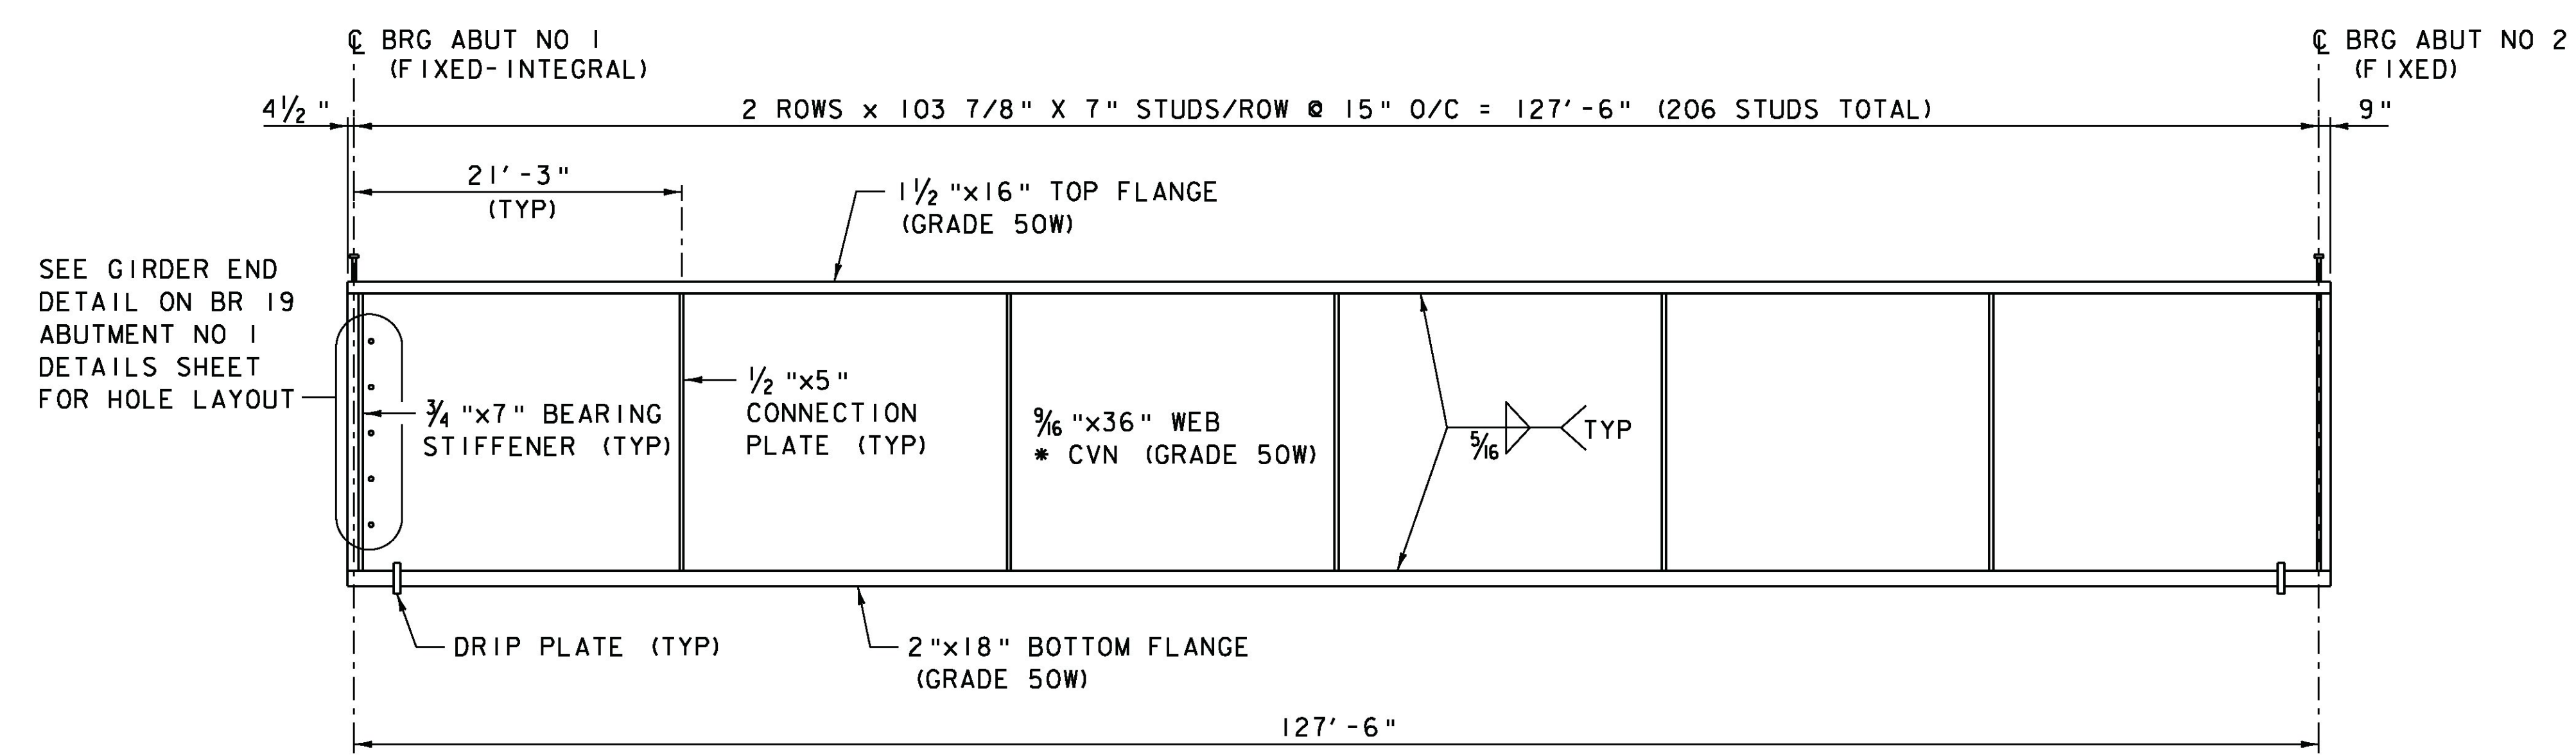 ℄ BRG ABUT NO 1
(FIXED-INTEGRAL)
℄ BRG ABUT NO 2
(FIXED)
4½"
2 ROWS x 103 7/8" X 7" STUDS/ROW @ 15" O/C = 127'-6" (206 STUDS TOTAL)
9"
21'-3"
(TYP)
1½"x16" TOP FLANGE
(GRADE 50W)
SEE GIRDER END
DETAIL ON BR 19
ABUTMENT NO 1
DETAILS SHEET
FOR HOLE LAYOUT
¾"x7" BEARING
STIFFENER (TYP)
½"x5"
CONNECTION
PLATE (TYP)
9/16"x36" WEB
* CVN (GRADE 50W)
5/16
TYP
DRIP PLATE (TYP)
2"x18" BOTTOM FLANGE
(GRADE 50W)
127'-6"